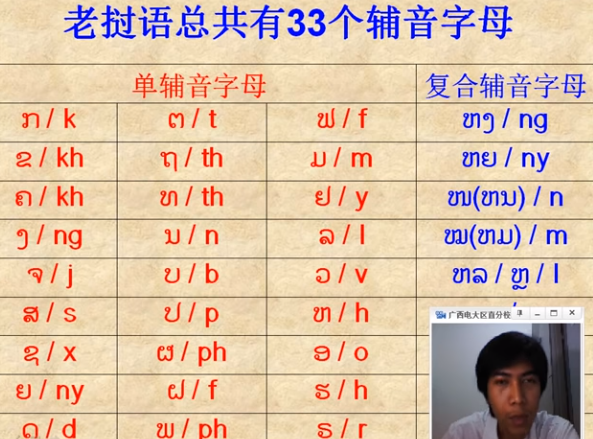 老挝语总共有33个辅音字母
单辅音字母 复合辅音字母
ກ / k ຕ / t ຟ / f ຫງ / ng
ຂ / kh ຖ / th ມ / m ຫຍ / ny
ຄ / kh ທ / th ຢ / y ໜ(ຫນ) / n
ງ / ng ນ / n ລ / l ໝ(ຫມ) / m
ຈ / j ບ / b ວ / v ຫລ / ຫຼ / l
ສ / s ປ / p ຫ / h
ຊ / x ຜ / ph ອ / o
ຍ / ny ຝ / f ຮ / h
ດ / d ພ / ph ຣ / r
广西电大区直分校